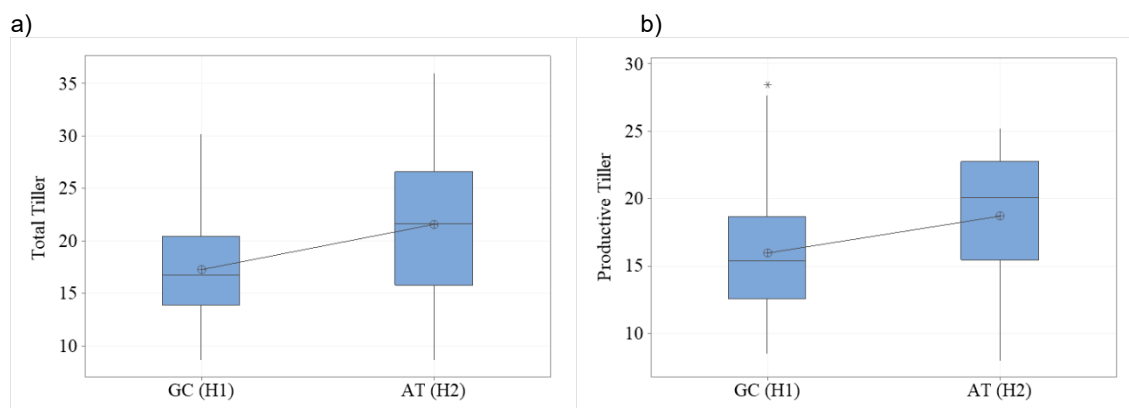 a)
Total Tiller
35
30
25
20
15
10
GC (H1) AT (H2)
b)
Productive Tiller
30
25
20
15
10
GC (H1) AT (H2)